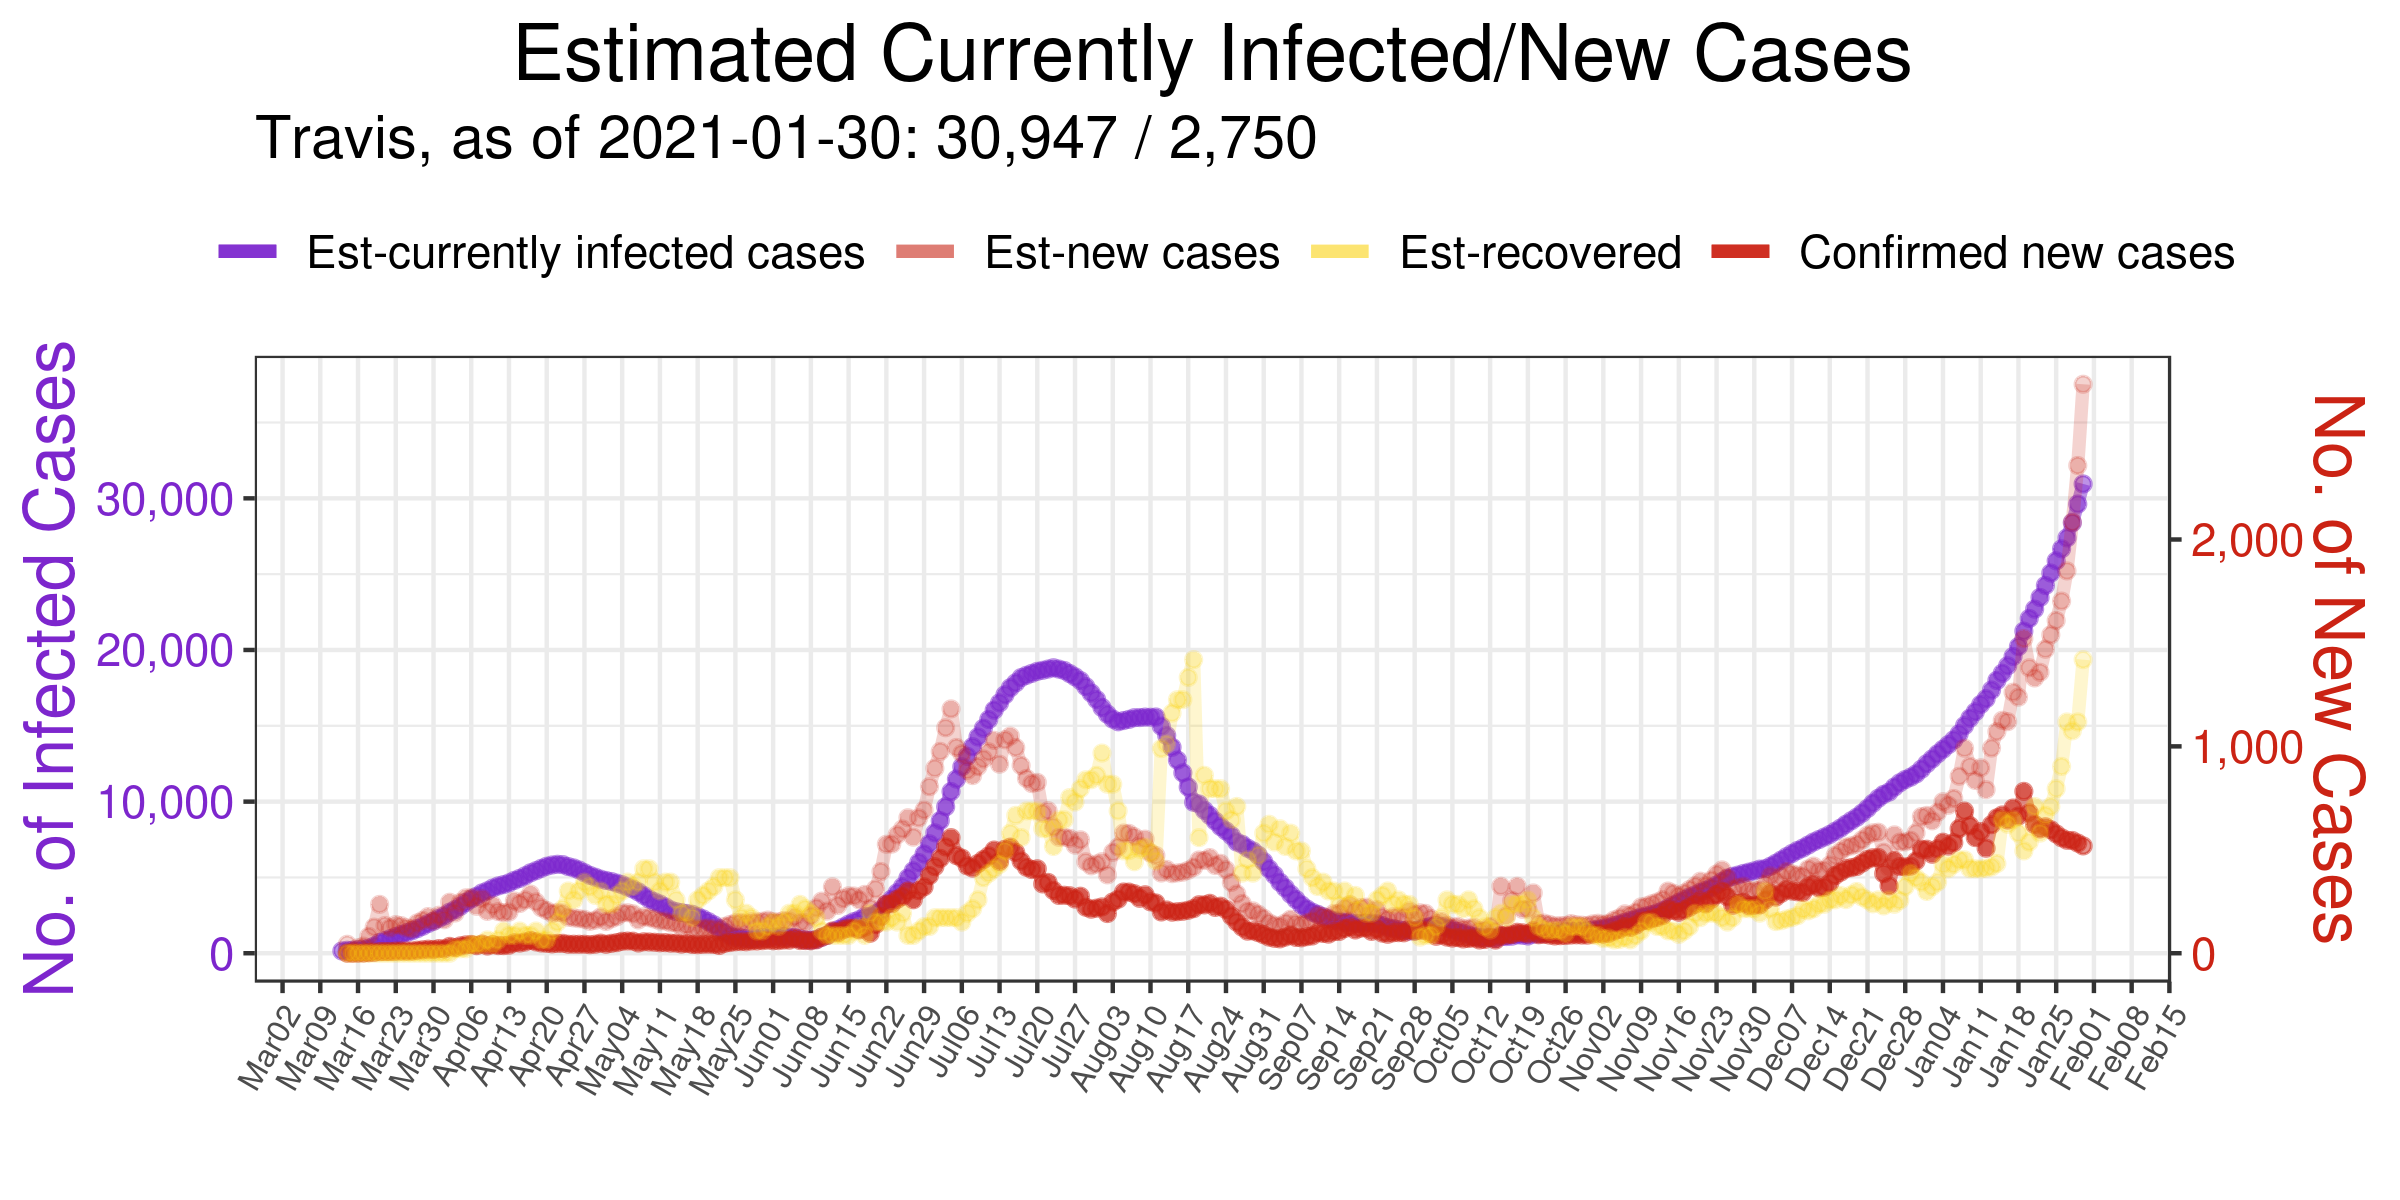 Estimated Currently Infected/New Cases
Travis, as of 2021-01-30: 30,947 / 2,750
Est-currently infected cases
Est-new cases
Est-recovered
Confirmed new cases
No. of Infected Cases
30,000
20,000
10,000
0
2,000
1,000
0
No. of New Cases
Mar02
Mar09
Mar16
Mar23
Mar30
Apr06
Apr13
Apr20
Apr27
May04
May11
May18
May25
Jun01
Jun08
Jun15
Jun22
Jun29
Jul06
Jul13
Jul20
Jul27
Aug03
Aug10
Aug17
Aug24
Aug31
Sep07
Sep14
Sep21
Sep28
Oct05
Oct12
Oct19
Oct26
Nov02
Nov09
Nov16
Nov23
Nov30
Dec07
Dec14
Dec21
Dec28
Jan04
Jan11
Jan18
Jan25
Feb01
Feb08
Feb15